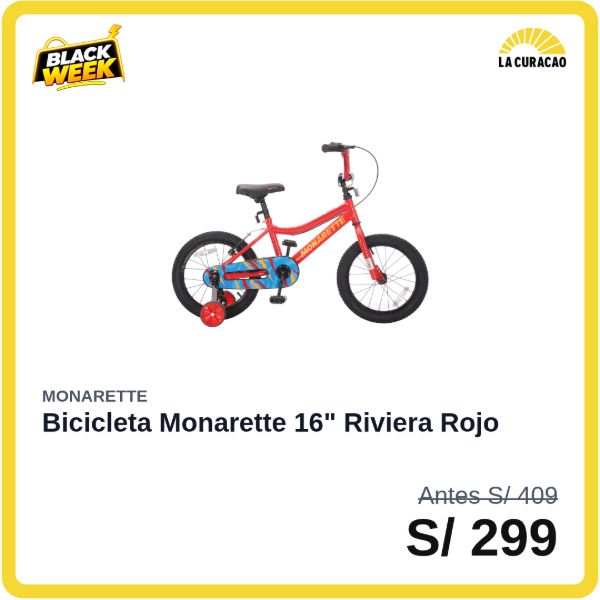 BLACK
WEEK
LA CURACAO
MONARETTE
MONARETTE
Bicicleta Monarette 16" Riviera Rojo
Antes S/ 409
S/ 299